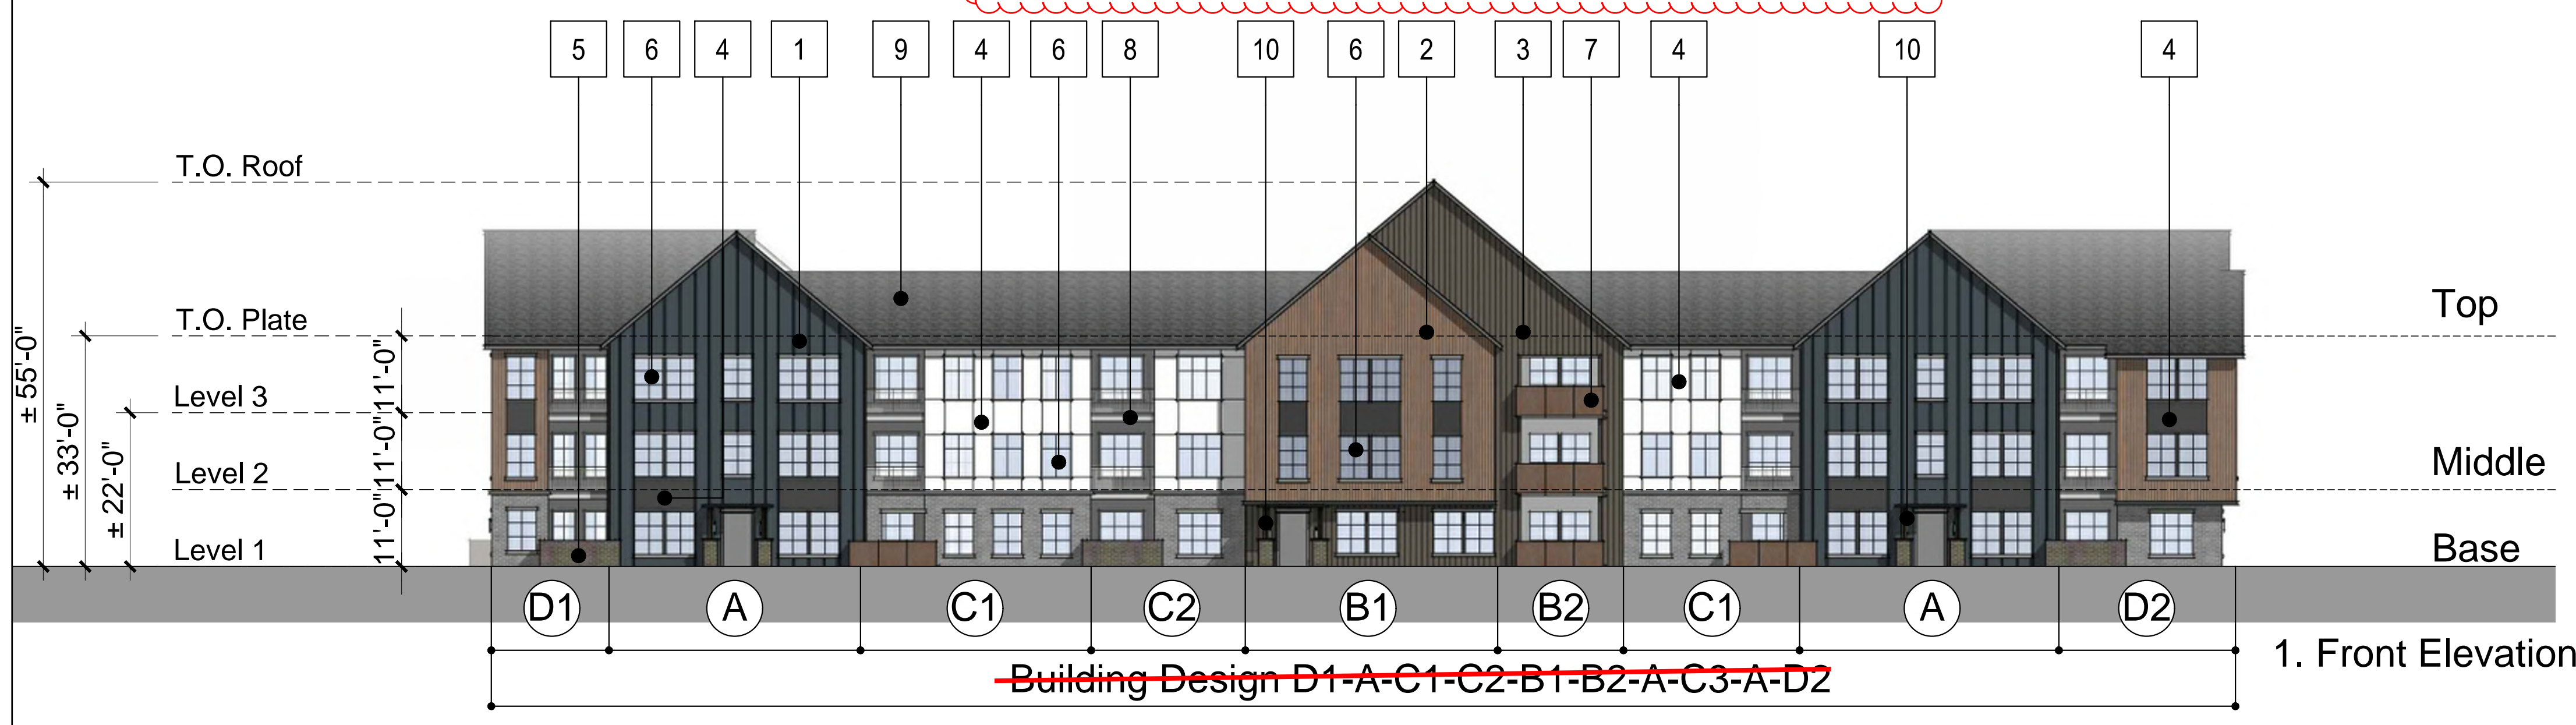 5 6 4 1 9 4 6 8 10 6 2 3 7 4 10 4
T.O. Roof
T.O. Plate
Top
± 55'-0"
± 33'-0"
± 22'-0"
11'-0"
11'-0"
11'-0"
Level 3
Level 2
Middle
Level 1
Base
D1 A C1 C2 B1 B2 C1 A D2
1. Front Elevation
Building Design D1-A-C1-C2-B1-B2-A-C3-A-D2